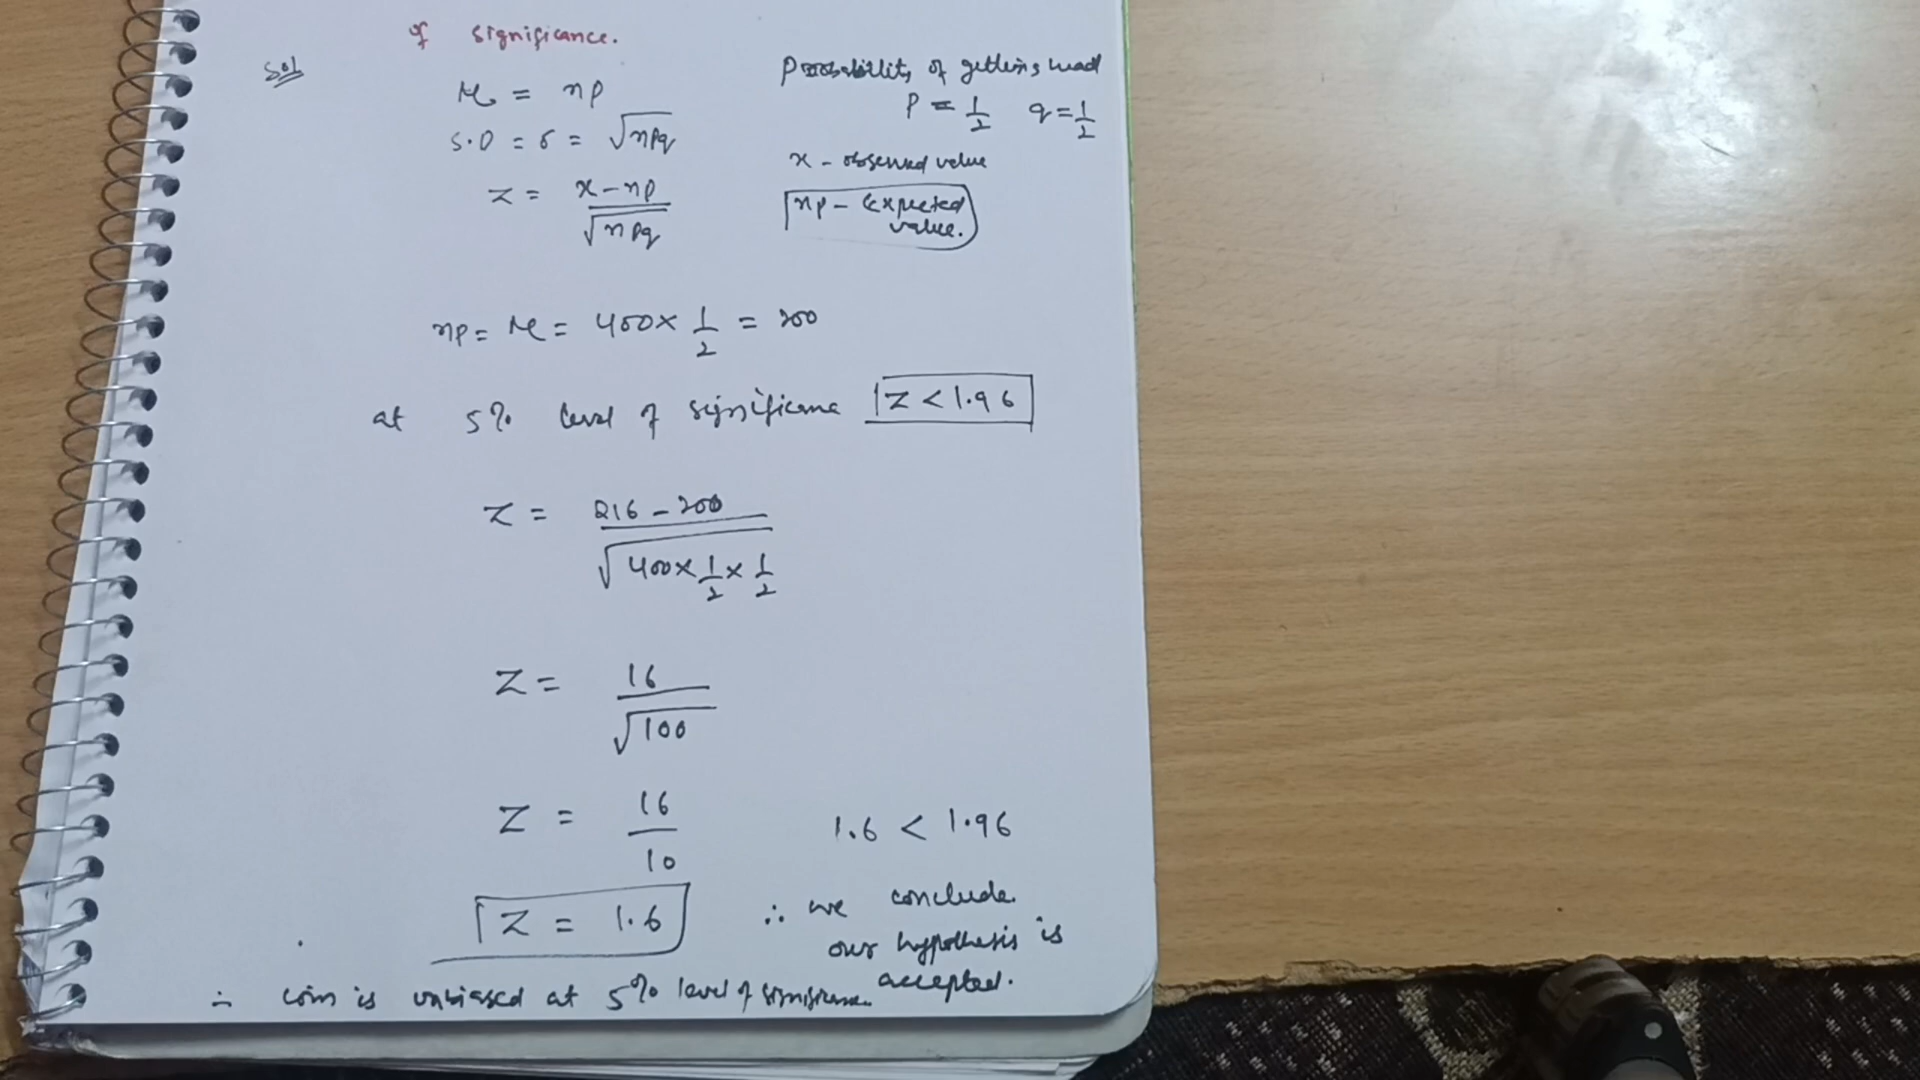 of significance.
Sol
μ = np
S.D = σ = √npq
z = x-np / √npq
Probability of getting head
P = 1/2 q = 1/2
x - observed value
np - Expected value.
np = μ = 400 × 1/2 = 200
at 5% level of significance |z < 1.96
z = 216 - 200 / √400 × 1/2 × 1/2
z = 16 / √100
z = 16 / 10
|z = 1.6
1.6 < 1.96
∴ we conclude
our hypothesis is
accepted.
∴ coin is unbiased at 5% level of significance